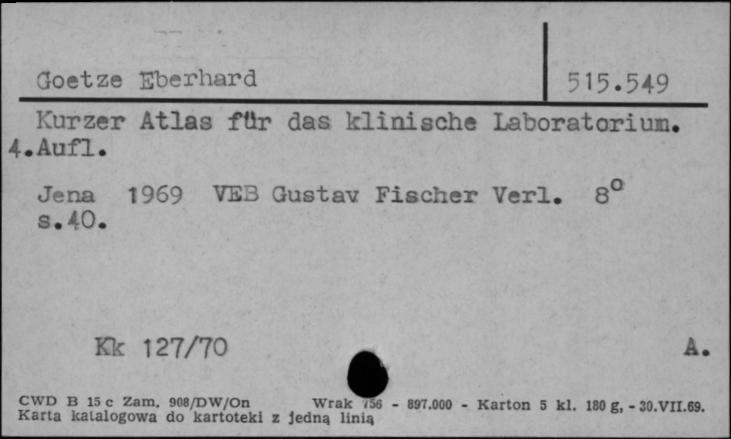 Goetze Eberhard 515.549
Kurzer Atlas für das klinische Laboratorium.
4.Aufl.
Jena 1969 VEB Gustav Fischer Verl. 8°
s.40.
Kk 127/70 A.
CWD B 15 c Zam. 908/DW/On Wrak 756 - 897.000 - Karton 5 kl. 180 g, - 30.VII.69.
Karta katalogowa do kartoteki z jedną linią